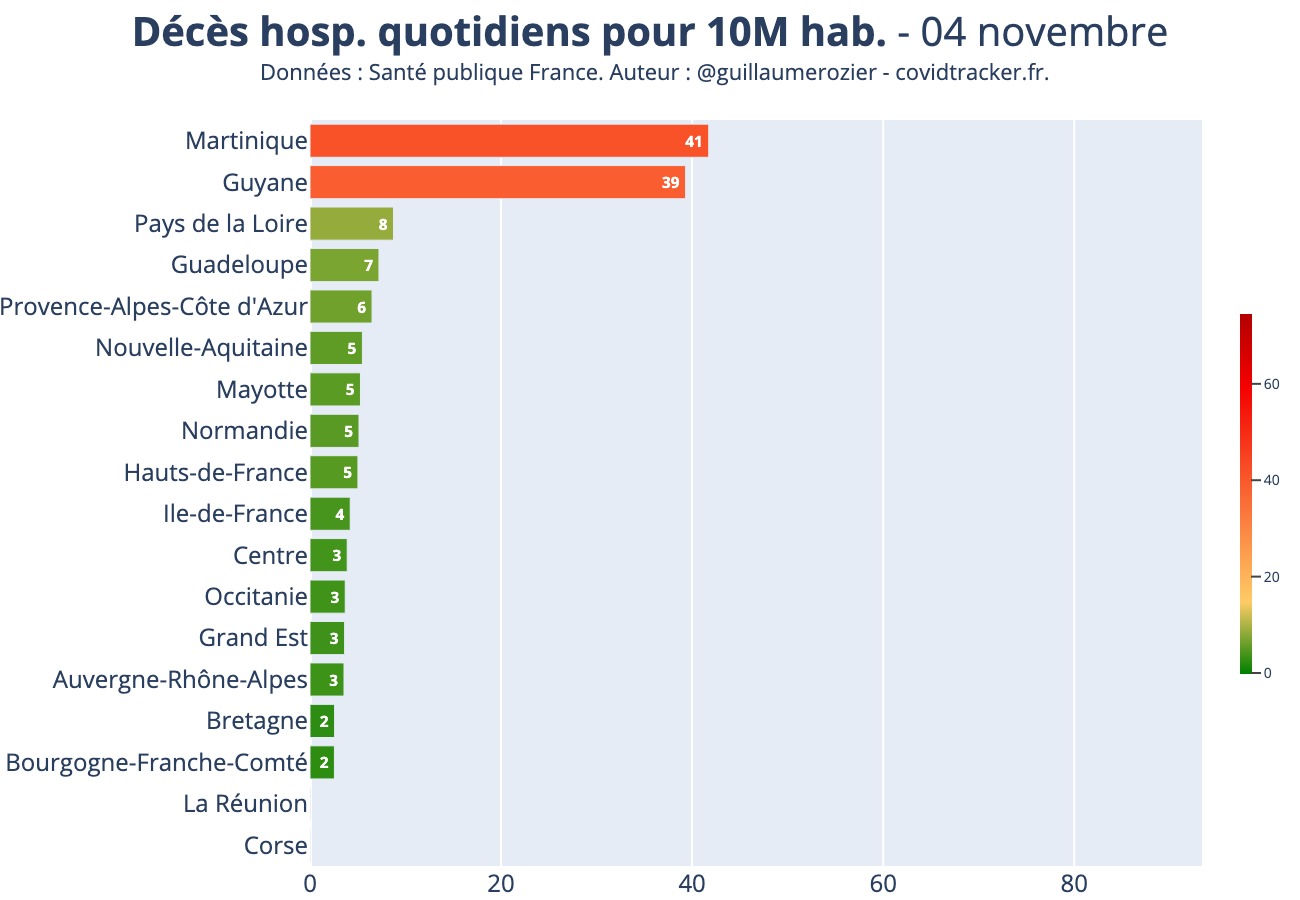 Décès hosp. quotidiens pour 10M hab. - 04 novembre
Données : Santé publique France. Auteur : @guillaumerozier - covidtracker.fr.
Martinique 41
Guyane 39
Pays de la Loire 8
Guadeloupe 7
Provence-Alpes-Côte d'Azur 6
Nouvelle-Aquitaine 5
Mayotte 5
Normandie 5
Hauts-de-France 5
Ile-de-France 4
Centre 3
Occitanie 3
Grand Est 3
Auvergne-Rhône-Alpes 3
Bretagne 2
Bourgogne-Franche-Comté 2
La Réunion
Corse
0 20 40 60 80
60
40
20
0